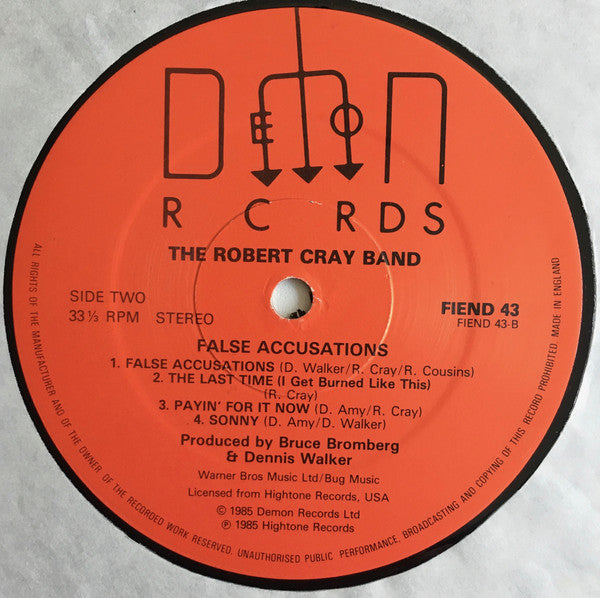 DEMON
RECORDS
THE ROBERT CRAY BAND
SIDE TWO
33⅓ RPM STEREO
FIEND 43
FIEND 43-B
FALSE ACCUSATIONS
1. FALSE ACCUSATIONS (D. Walker/R. Cray/R. Cousins)
2. THE LAST TIME (I Get Burned Like This)
(R. Cray)
3. PAYIN' FOR IT NOW (D. Amy/R. Cray)
4. SONNY (D. Amy/D. Walker)
Produced by Bruce Bromberg
& Dennis Walker
Warner Bros Music Ltd/Bug Music
Licensed from Hightone Records, USA
© 1985 Demon Records Ltd
℗ 1985 Hightone Records
ALL RIGHTS OF THE MANUFACTURER AND OF THE OWNER OF THE RECORDED WORK RESERVED. UNAUTHORISED PUBLIC PERFORMANCE, BROADCASTING AND COPYING OF THIS RECORD PROHIBITED. MADE IN ENGLAND